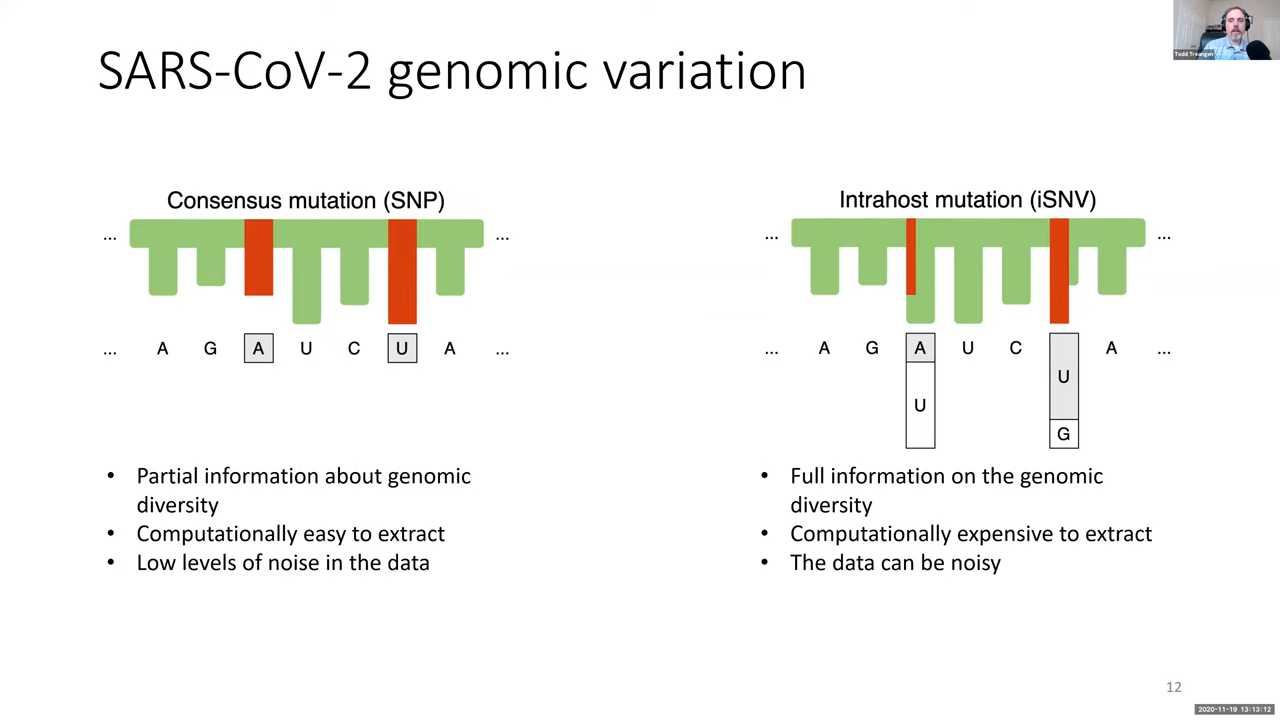 Todd Treangen
SARS-CoV-2 genomic variation
Consensus mutation (SNP)
... ...
... A G A U C U A ...
• Partial information about genomic
diversity
• Computationally easy to extract
• Low levels of noise in the data
Intrahost mutation (iSNV)
... ...
... A G A U C U A ...
U G
• Full information on the genomic
diversity
• Computationally expensive to extract
• The data can be noisy
12
2020-11-19 13:13:12